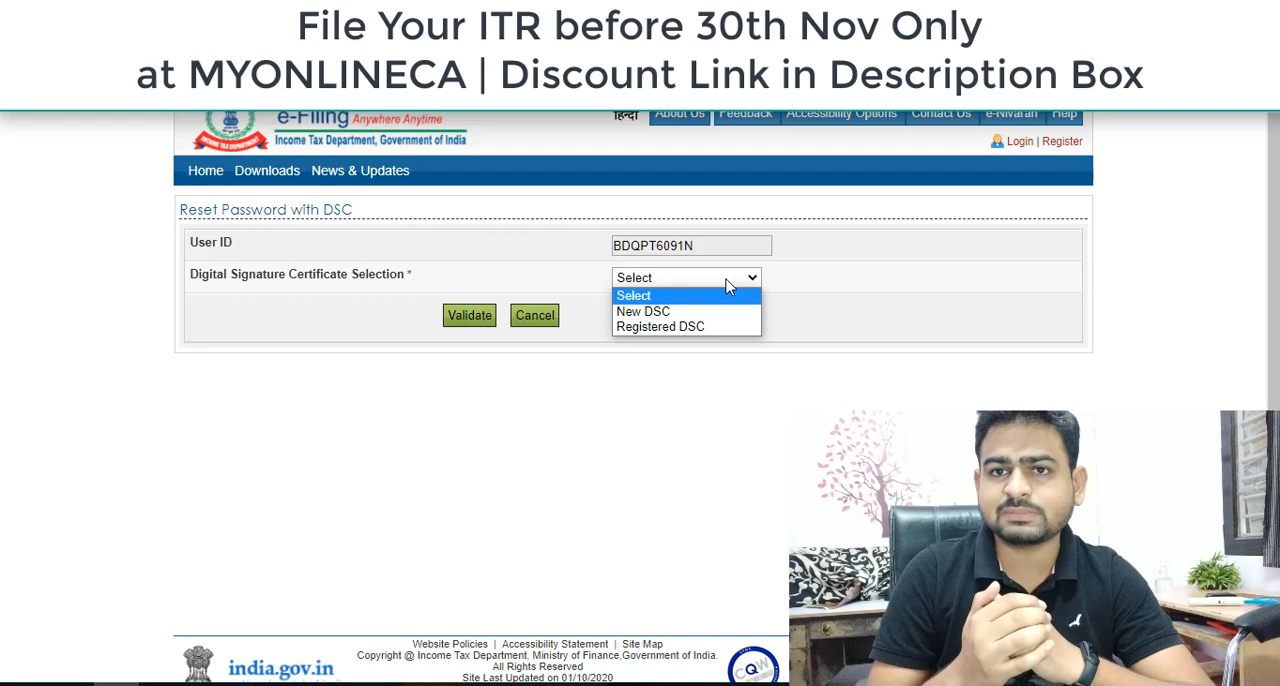 File Your ITR before 30th Nov Only
at MYONLINECA | Discount Link in Description Box
e-Filing Anywhere Anytime
Income Tax Department, Government of India
हिन्दी About Us Feedback Accessibility Options Contact Us e-Nivaran Help
Login | Register
Home Downloads News & Updates
Reset Password with DSC
User ID BDQPT6091N
Digital Signature Certificate Selection * Select
Select
New DSC
Registered DSC
Validate Cancel
Website Policies | Accessibility Statement | Site Map
Copyright @ Income Tax Department, Ministry of Finance,Government of India.
All Rights Reserved
Site Last Updated on 01/10/2020
india.gov.in
CQW